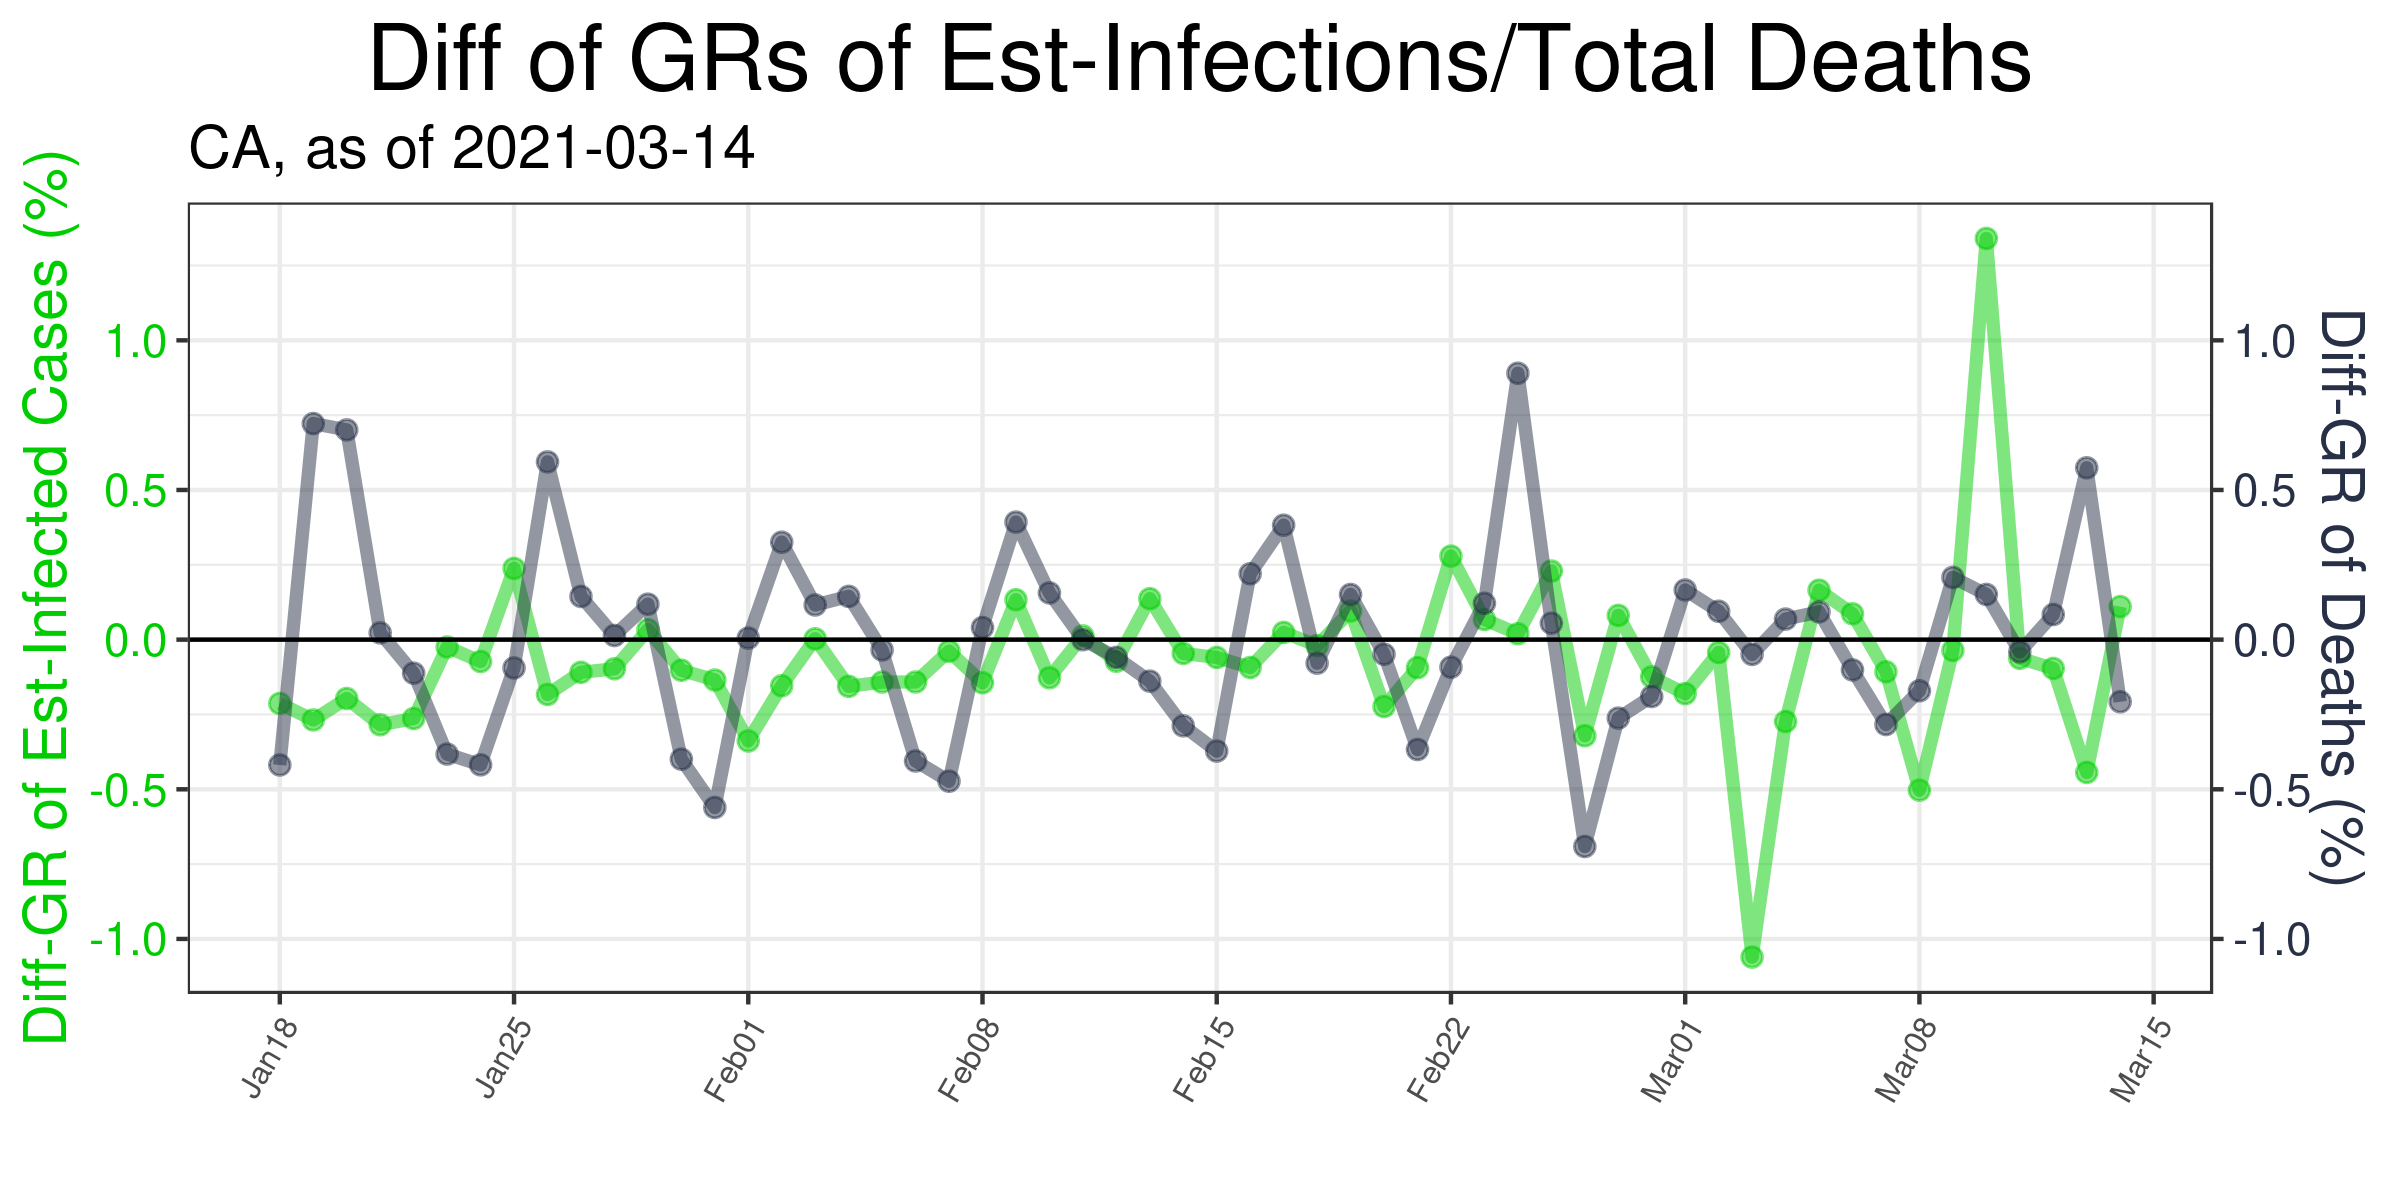 Diff of GRs of Est-Infections/Total Deaths
CA, as of 2021-03-14
Diff-GR of Est-Infected Cases (%)
1.0
0.5
0.0
-0.5
-1.0
1.0
0.5
0.0
-0.5
-1.0
Diff-GR of Deaths (%)
Jan18
Jan25
Feb01
Feb08
Feb15
Feb22
Mar01
Mar08
Mar15